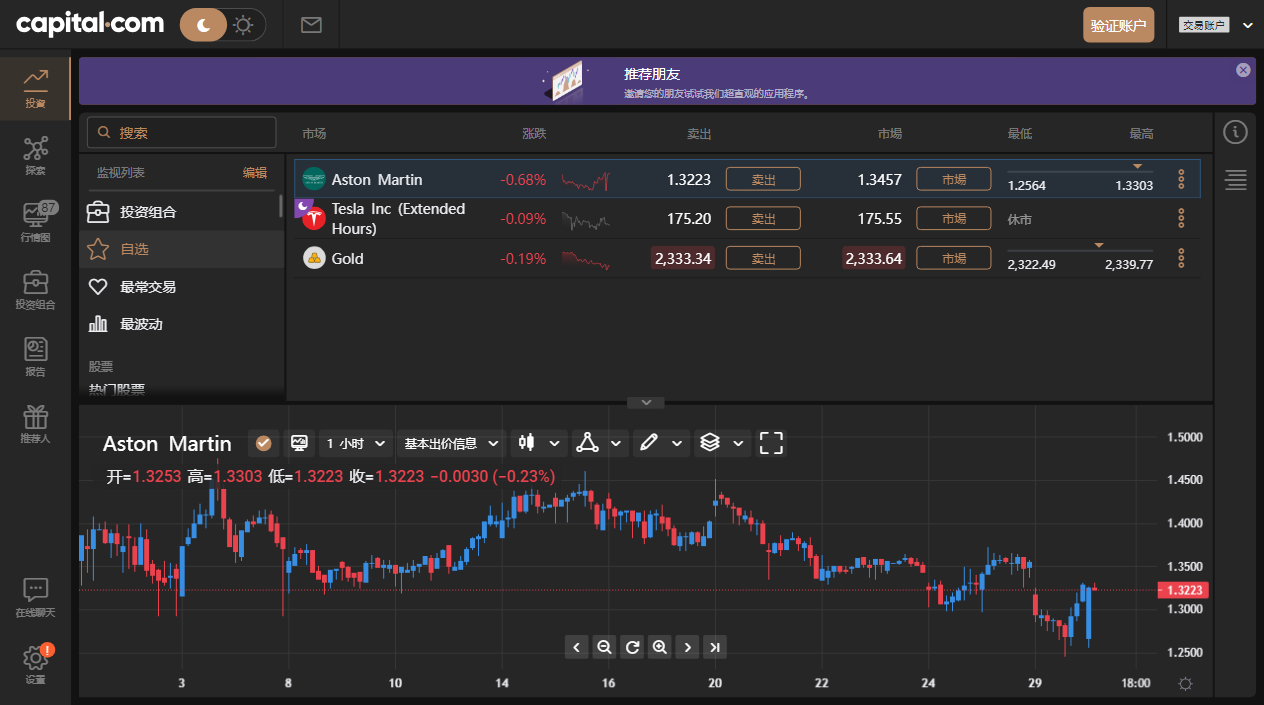 capital.com
验证账户
交易账户
投资
探索
87
行情图
投资组合
报告
推荐人
在线聊天
!
设置
推荐朋友
邀请您的朋友试试我们超直观的应用程序。
搜索
监视列表 编辑
投资组合
自选
最常交易
最波动
股票
热门股票
市场 涨跌 卖出 市場 最低 最高
Aston Martin -0.68% 1.3223 卖出 1.3457 市場 1.2564 1.3303
Tesla Inc (Extended Hours) -0.09% 175.20 卖出 175.55 市場 休市
Gold -0.19% 2,333.34 卖出 2,333.64 市場 2,322.49 2,339.77
Aston Martin 1 小时 基本出价信息
开=1.3253 高=1.3303 低=1.3223 收=1.3223 −0.0030 (−0.23%)
1.5000
1.4500
1.4000
1.3500
1.3223
1.3000
1.2500
3 8 10 14 16 20 22 24 29 18:00